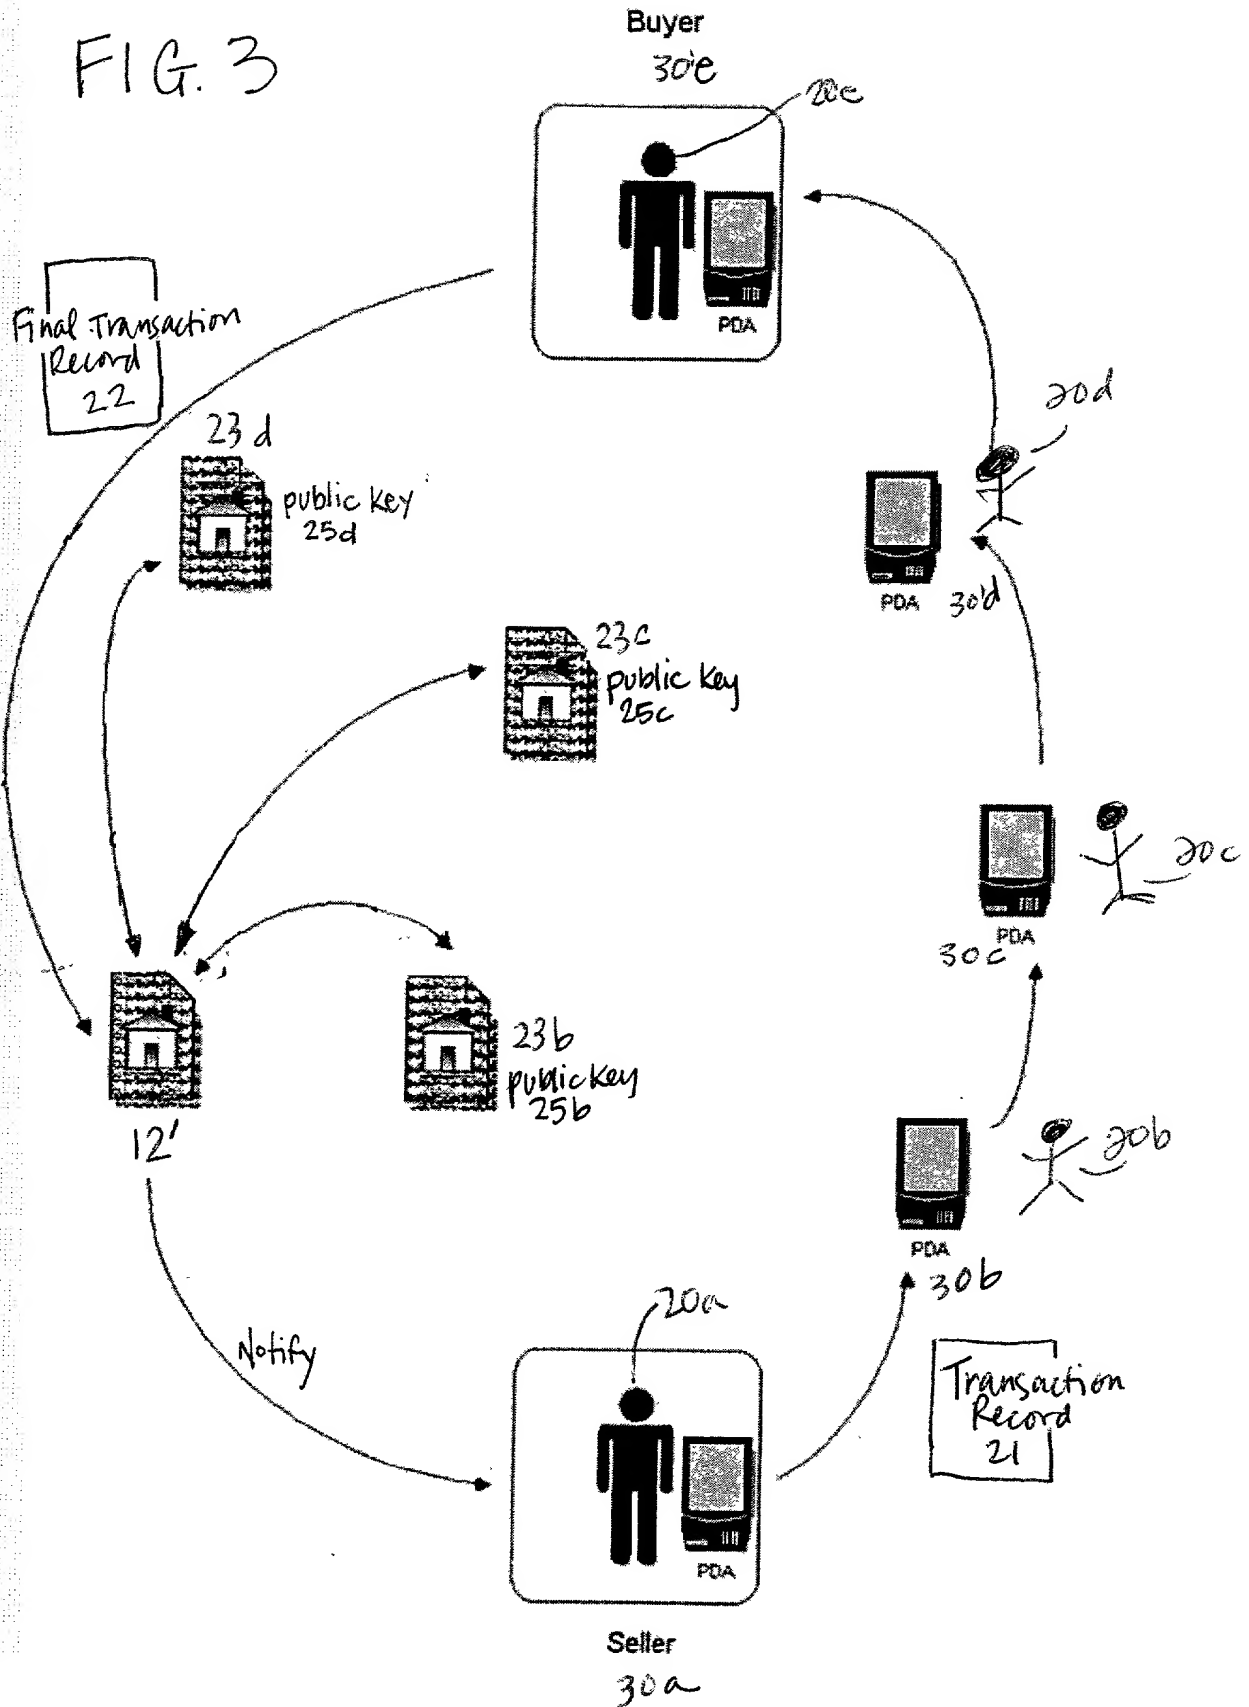 FIG. 3
Buyer
30'e
20e
PDA
Final Transaction
Record
22
20d
23d
public key
25d
PDA
30'd
23c
public key
25c
20c
PDA
30c
23b
public key
25b
12'
20b
PDA
30b
20a
Notify
Transaction
Record
21
PDA
Seller
30a